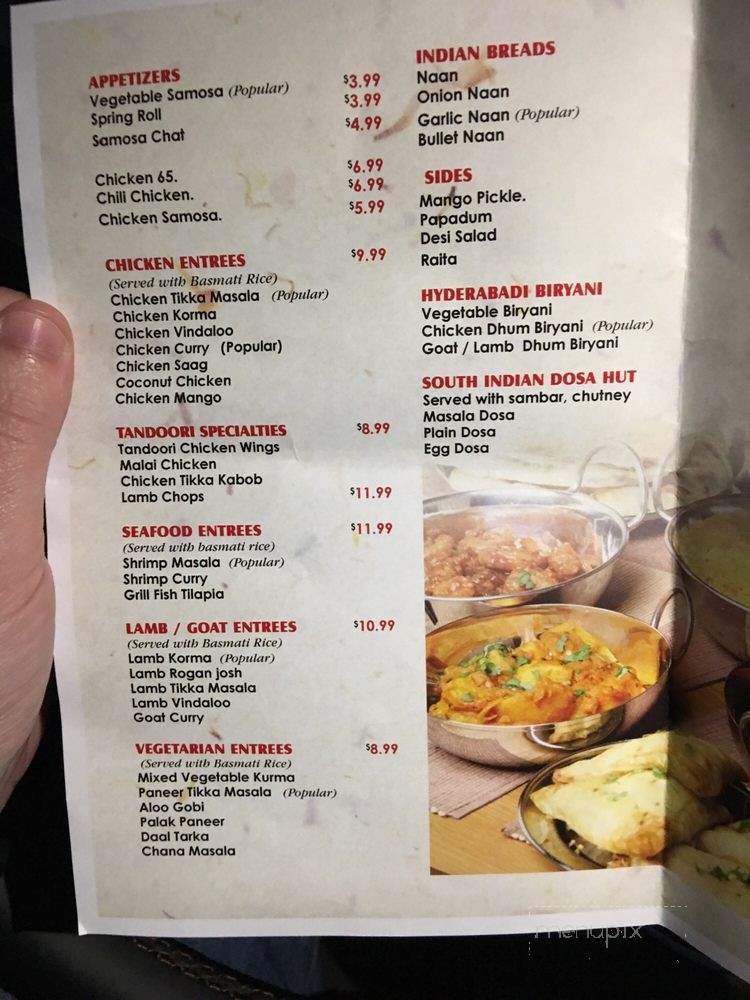 APPETIZERS
Vegetable Samosa (Popular) $3.99
Spring Roll $3.99
Samosa Chat $4.99
Chicken 65. $6.99
Chili Chicken. $6.99
Chicken Samosa. $5.99
CHICKEN ENTREES $9.99
(Served with Basmati Rice)
Chicken Tikka Masala (Popular)
Chicken Korma
Chicken Vindaloo
Chicken Curry (Popular)
Chicken Saag
Coconut Chicken
Chicken Mango
TANDOORI SPECIALTIES $8.99
Tandoori Chicken Wings
Malai Chicken
Chicken Tikka Kabob
Lamb Chops $11.99
SEAFOOD ENTREES $11.99
(Served with basmati rice)
Shrimp Masala (Popular)
Shrimp Curry
Grill Fish Tilapia
LAMB / GOAT ENTREES $10.99
(Served with Basmati Rice)
Lamb Korma (Popular)
Lamb Rogan josh
Lamb Tikka Masala
Lamb Vindaloo
Goat Curry
VEGETARIAN ENTREES $8.99
(Served with Basmati Rice)
Mixed Vegetable Kurma
Paneer Tikka Masala (Popular)
Aloo Gobi
Palak Paneer
Daal Tarka
Chana Masala
INDIAN BREADS
Naan
Onion Naan
Garlic Naan (Popular)
Bullet Naan
SIDES
Mango Pickle.
Papadum
Desi Salad
Raita
HYDERABADI BIRYANI
Vegetable Biryani
Chicken Dhum Biryani (Popular)
Goat / Lamb Dhum Biryani
SOUTH INDIAN DOSA HUT
Served with sambar, chutney
Masala Dosa
Plain Dosa
Egg Dosa
menupix